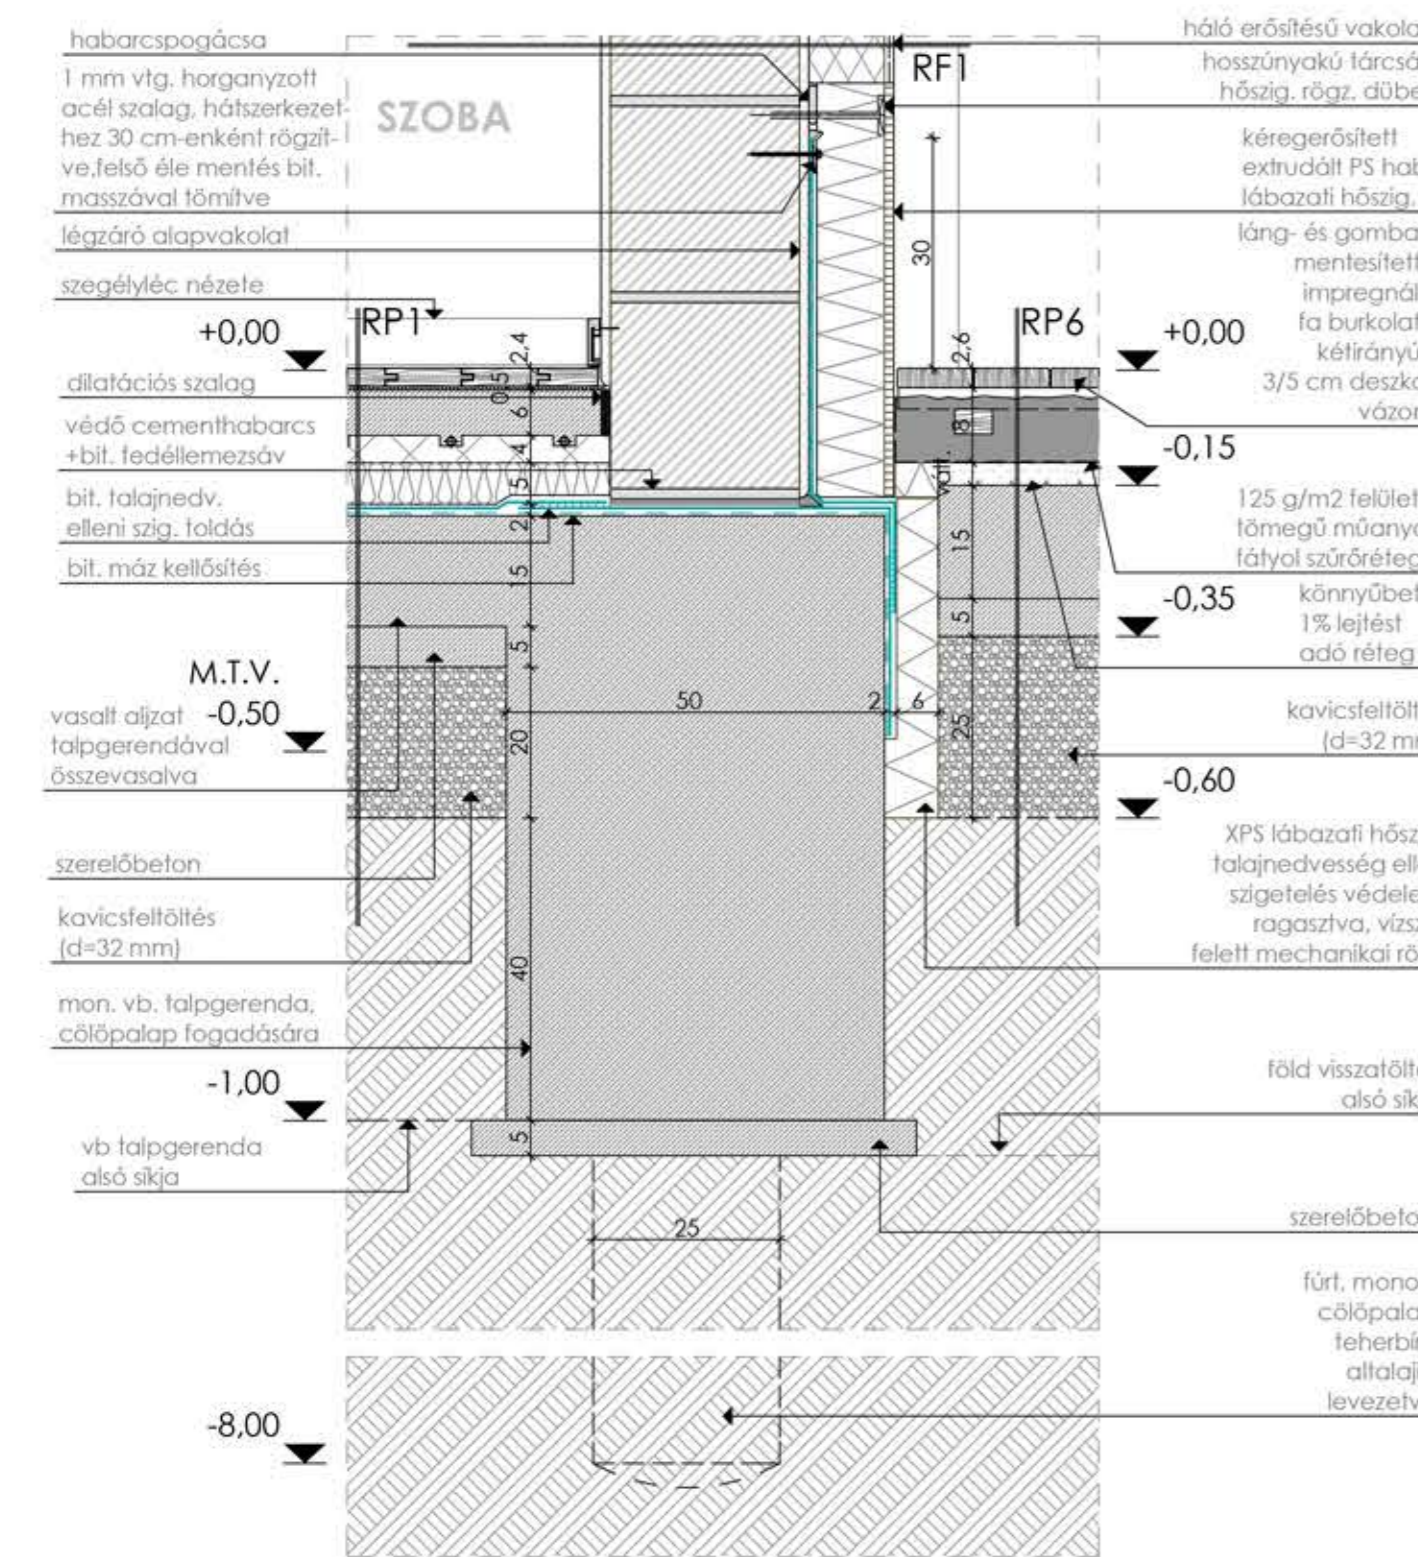 habarcspogácsa
1 mm vtg. horganyzott
acél szalag, hátszerkezet-
hez 30 cm-enként rögzít-
ve,felső éle mentés bit.
masszával tömítve
légzáró alapvakolat
szegélyléc nézete
+0,00
dilatációs szalag
védő cementhabarcs
+bit. fedéllemezsáv
bit. talajnedv.
elleni szig. toldás
bit. máz kellősítés
M.T.V.
-0,50
vasalt aljzat
talpgerendával
összevasalva
szerelőbeton
kavicsfeltöltés
(d=32 mm)
mon. vb. talpgerenda,
cölöpalap fogadására
-1,00
vb talpgerenda
alsó síkja
-8,00
SZOBA
RP1
RF1
RP6
2,4
0,5
6
4
5
2
15
5
20
40
5
50
2
6
25
30
2,6
8
vált.
15
5
25
háló erősítésű vakola
hosszúnyakú tárcsá
hőszig. rögz. dübe
kéregerősített
extrudált PS hab
lábazati hőszig.
láng- és gomba
mentesített
impregnál
fa burkolat
kétirányú
3/5 cm deszka
vázon
+0,00
-0,15
125 g/m2 felület
tömegű műanya
fátyol szűrőréteg
-0,35
könnyűbet
1% lejtést
adó réteg
kavicsfeltölt
(d=32 mm
-0,60
XPS lábazati hősz
talajnedvesség elle
szigetelés védele
ragasztva, vízsz
felett mechanikai rö
föld visszatölt
alsó sík
szerelőbeto
fúrt, mono
cölöpala
teherbí
altalaj
levezetv